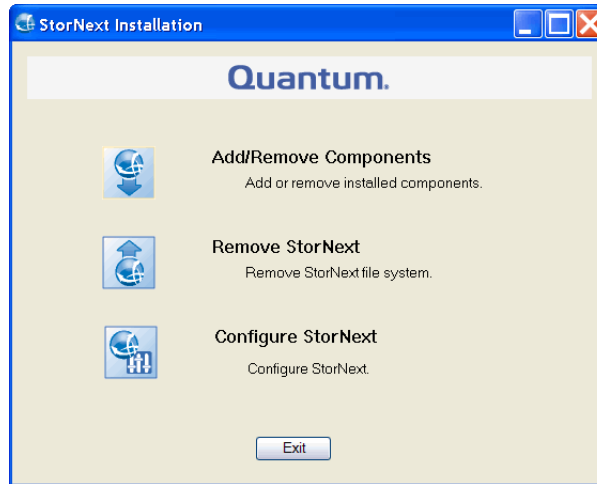 StorNext Installation
Quantum.
Add/Remove Components
Add or remove installed components.
Remove StorNext
Remove StorNext file system.
Configure StorNext
Configure StorNext.
Exit